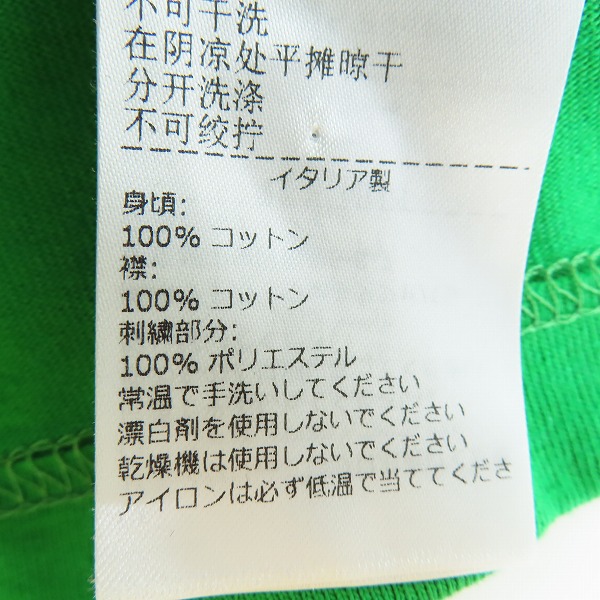 不可干洗
在阴凉处平摊晾干
分开洗涤
不可绞拧
イタリア製
身頃:
100% コットン
襟:
100% コットン
刺繍部分:
100% ポリエステル
常温で手洗いしてください
漂白剤を使用しないでください
乾燥機は使用しないでください
アイロンは必ず低温で当ててくださ